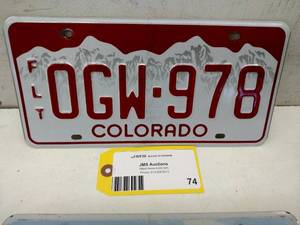 FLT
OGW·978
COLORADO
JMS Auctions
74